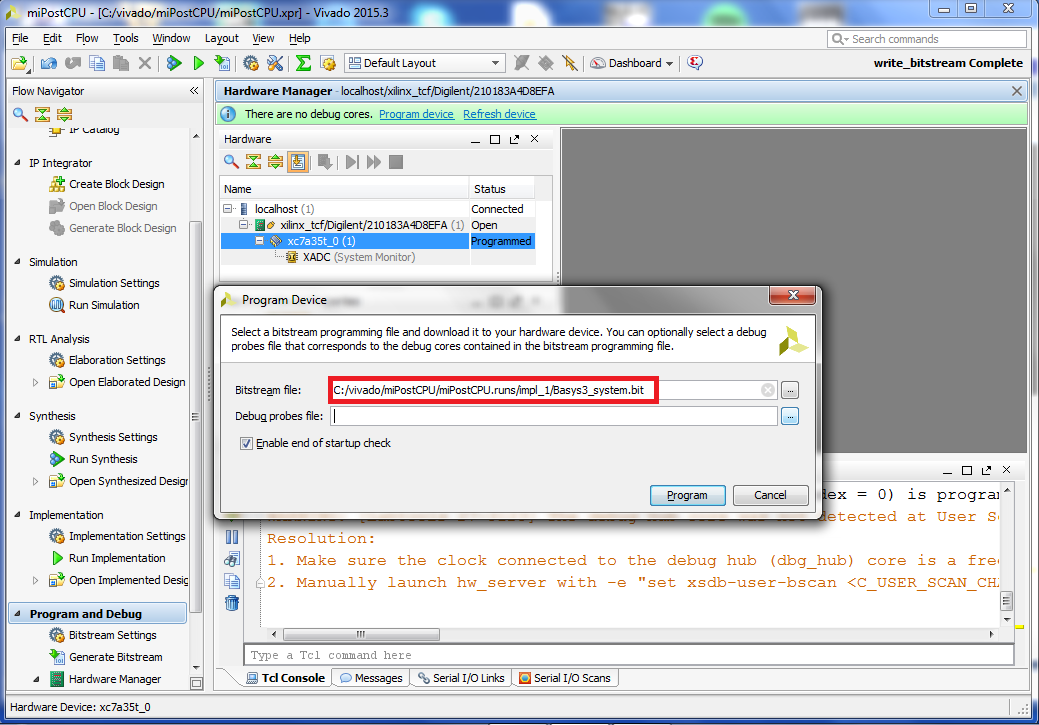 miPostCPU - [C:/vivado/miPostCPU/miPostCPU.xpr] - Vivado 2015.3
File Edit Flow Tools Window Layout View Help
Search commands
Default Layout
Dashboard
write_bitstream Complete
Flow Navigator
IP Catalog
IP Integrator
Create Block Design
Open Block Design
Generate Block Design
Simulation
Simulation Settings
Run Simulation
RTL Analysis
Elaboration Settings
Open Elaborated Design
Synthesis
Synthesis Settings
Run Synthesis
Open Synthesized Design
Implementation
Implementation Settings
Run Implementation
Open Implemented Desig
Program and Debug
Bitstream Settings
Generate Bitstream
Hardware Manager
Hardware Manager - localhost/xilinx_tcf/Digilent/210183A4D8EFA
There are no debug cores. Program device Refresh device
Hardware
Name Status
localhost (1) Connected
xilinx_tcf/Digilent/210183A4D8EFA (1) Open
xc7a35t_0 (1) Programmed
XADC (System Monitor)
Program Device
Select a bitstream programming file and download it to your hardware device. You can optionally select a debug
probes file that corresponds to the debug cores contained in the bitstream programming file.
Bitstream file: C:/vivado/miPostCPU/miPostCPU.runs/impl_1/Basys3_system.bit ...
Debug probes file: ...
Enable end of startup check
Program Cancel
dex = 0) is program
detected at User Sc
Resolution:
1. Make sure the clock connected to the debug hub (dbg_hub) core is a free
2. Manually launch hw_server with -e "set xsdb-user-bscan <C_USER_SCAN_CHA
Type a Tcl command here
Tcl Console Messages Serial I/O Links Serial I/O Scans
Hardware Device: xc7a35t_0